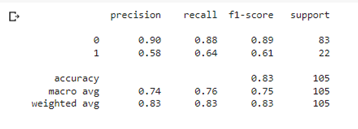 precision recall f1-score support
0 0.90 0.88 0.89 83
1 0.58 0.64 0.61 22
accuracy 0.83 105
macro avg 0.74 0.76 0.75 105
weighted avg 0.83 0.83 0.83 105